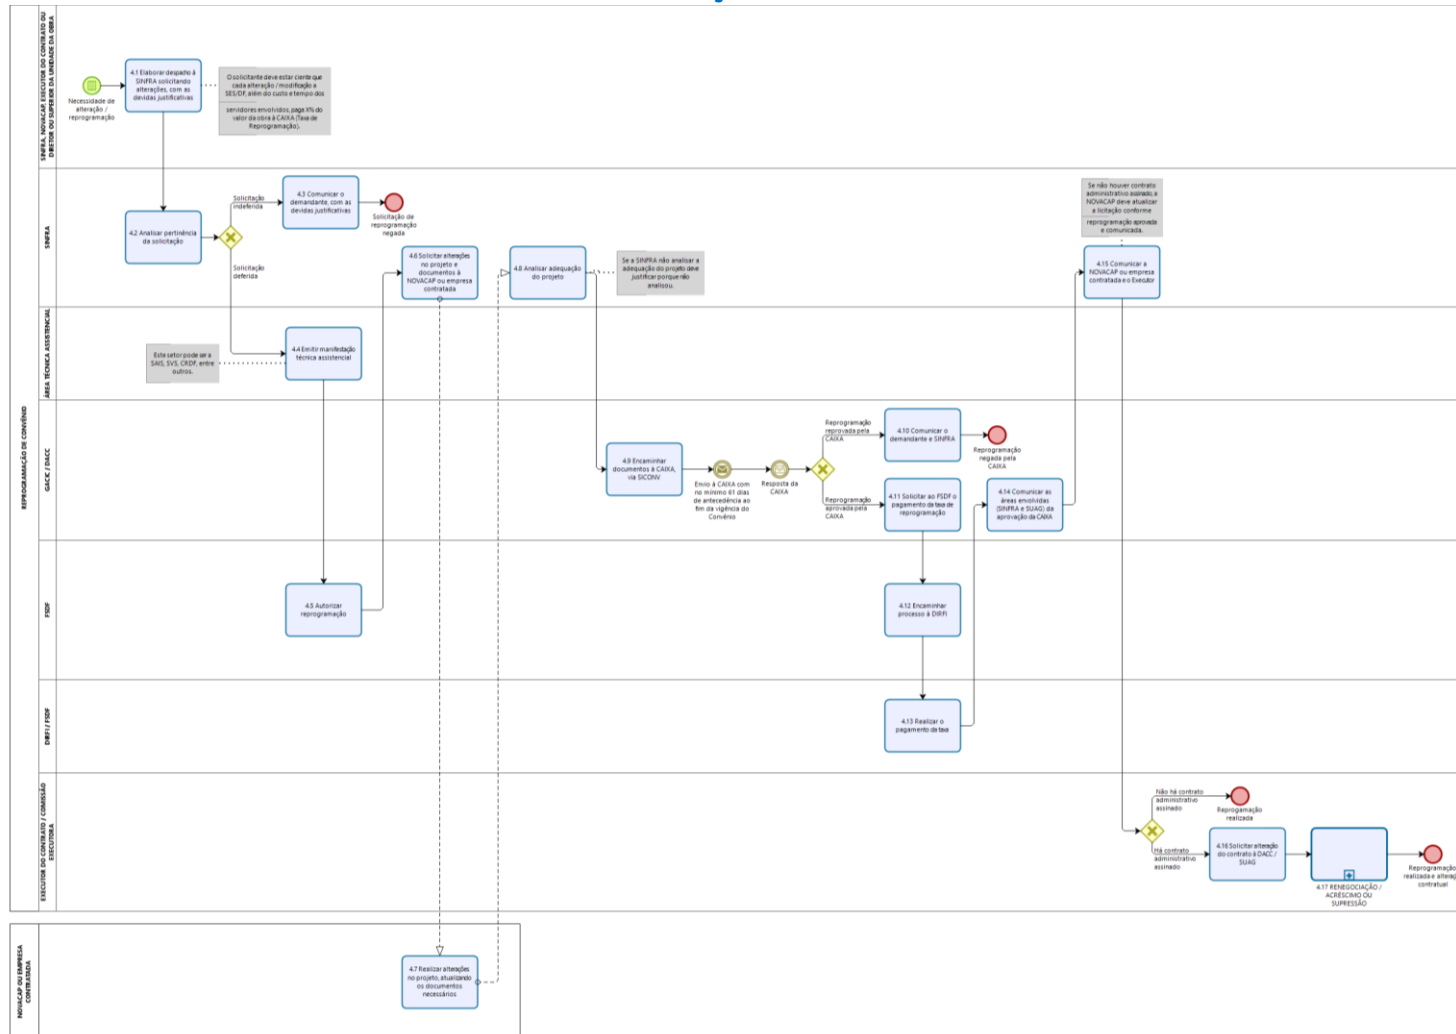 REPROGRAMAÇÃO DE CONVÊNIO
SINFRA, NOVACAP, EXECUTOR DO CONTRATO OU
DIRETOR OU SUPERIOR DA UNIDADE DA OBRA
Necessidade de
alteração /
reprogramação
4.1 Elaborar despacho à
SINFRA solicitando
alterações, com as
devidas justificativas
O solicitante deve estar ciente que
cada alteração / modificação a
SES/DF, além do custo e tempo dos
servidores envolvidos, paga X% do
valor da obra à CAIXA (Taxa de
Reprogramação).
SINFRA
4.2 Analisar pertinência
da solicitação
Solicitação
indeferida
Solicitação
deferida
4.3 Comunicar o
demandante, com as
devidas justificativas
Solicitação de
reprogramação
negada
4.6 Solicitar alterações
no projeto e
documentos à
NOVACAP ou empresa
contratada
4.8 Analisar adequação
do projeto
Se a SINFRA não analisar a
adequação do projeto deve
justificar porque não
analisou.
Se não houver contrato
administrativo assinado, a
NOVACAP deve atualizar
a licitação conforme
reprogramação aprovada
e comunicada.
4.15 Comunicar a
NOVACAP ou empresa
contratada e o Executor
ÁREA TÉCNICA ASSISTENCIAL
Este setor pode ser a
SAIS, SVS, CRDF, entre
outros.
4.4 Emitir manifestação
técnica assistencial
GACIC / DACC
4.9 Encaminhar
documentos à CAIXA,
via SICONV
Envio à CAIXA com
no mínimo 61 dias
de antecedência ao
fim da vigência do
Convênio
Resposta da
CAIXA
Reprogramação
reprovada pela
CAIXA
Reprogramação
aprovada pela
CAIXA
4.10 Comunicar o
demandante e SINFRA
Reprogramação
negada pela
CAIXA
4.11 Solicitar ao FSDF o
pagamento da taxa de
reprogramação
4.14 Comunicar as
áreas envolvidas
(SINFRA e SUAG) da
aprovação da CAIXA
FSDF
4.5 Autorizar
reprogramação
4.12 Encaminhar
processo à DIRFI
DIRFI / FSDF
4.13 Realizar o
pagamento da taxa
EXECUTOR DO CONTRATO / COMISSÃO
EXECUTORA
Não há contrato
administrativo
assinado
Reprogamação
realizada
Há contrato
administrativo
assinado
4.16 Solicitar alteração
do contrato à DACC /
SUAG
4.17 RENEGOCIAÇÃO /
ACRÉSCIMO OU
SUPRESSÃO
Reprogramação
realizada e
contratual
NOVACAP OU EMPRESA
CONTRATADA
4.7 Realizar alterações
no projeto, atualizando
os documentos
necessários